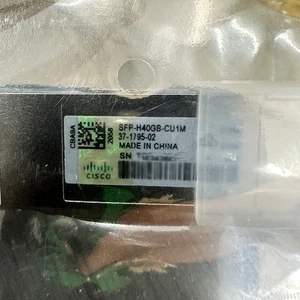 SFP-H40GB-CU1M
37-1795-02
MADE IN CHINA
SN
CISCO